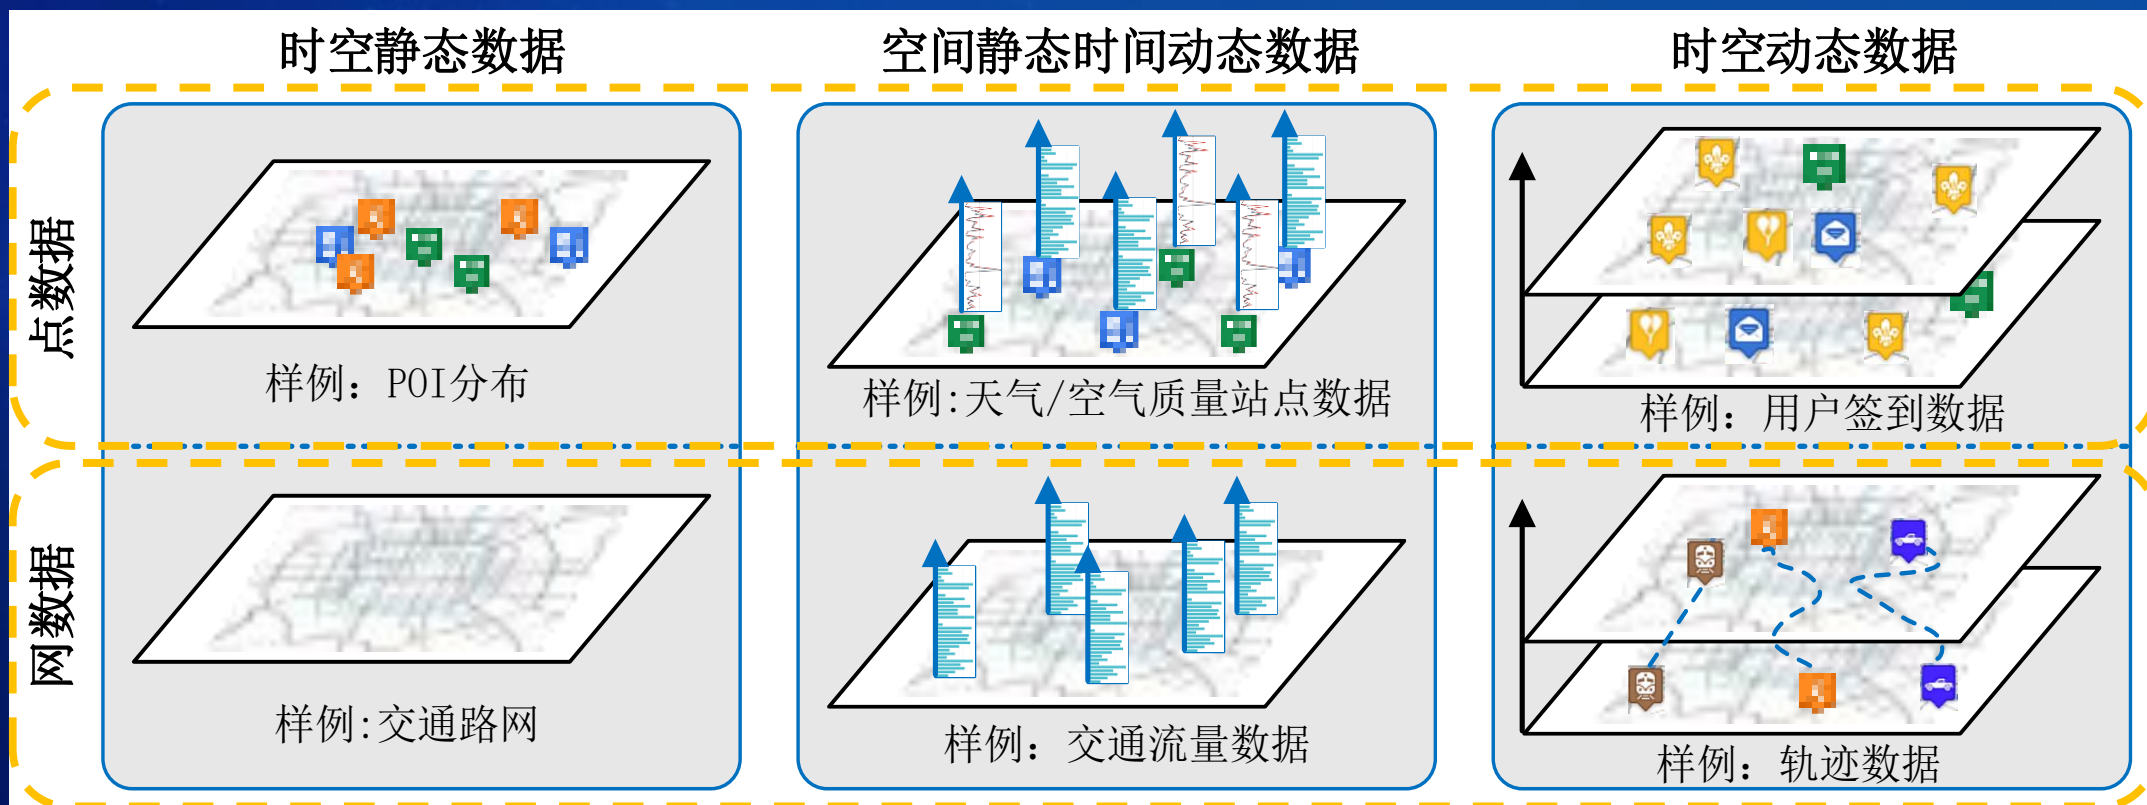 时空静态数据
空间静态时间动态数据
时空动态数据
点数据
样例：POI分布
样例:天气/空气质量站点数据
样例：用户签到数据
网数据
样例:交通路网
样例：交通流量数据
样例：轨迹数据